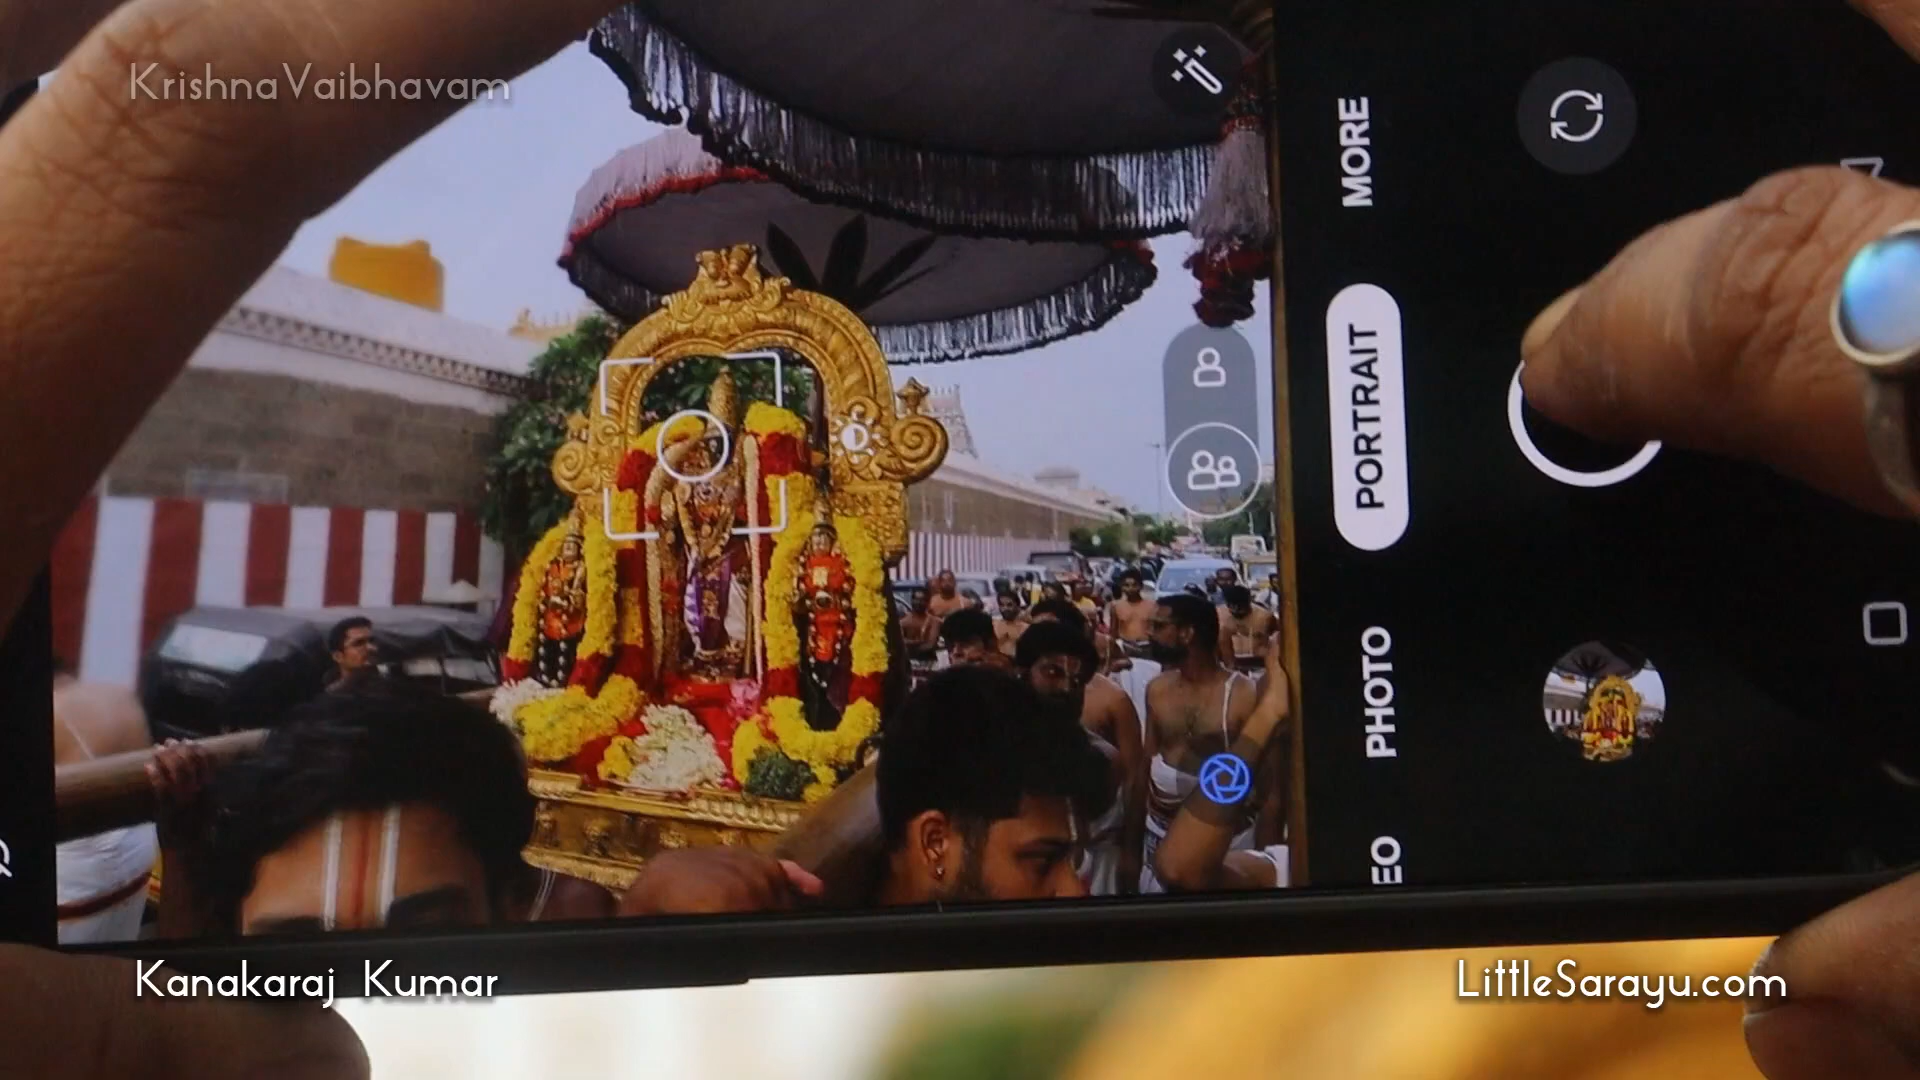 KrishnaVaibhavam
MORE
PORTRAIT
PHOTO
EO
Kanakaraj Kumar
LittleSarayu.com